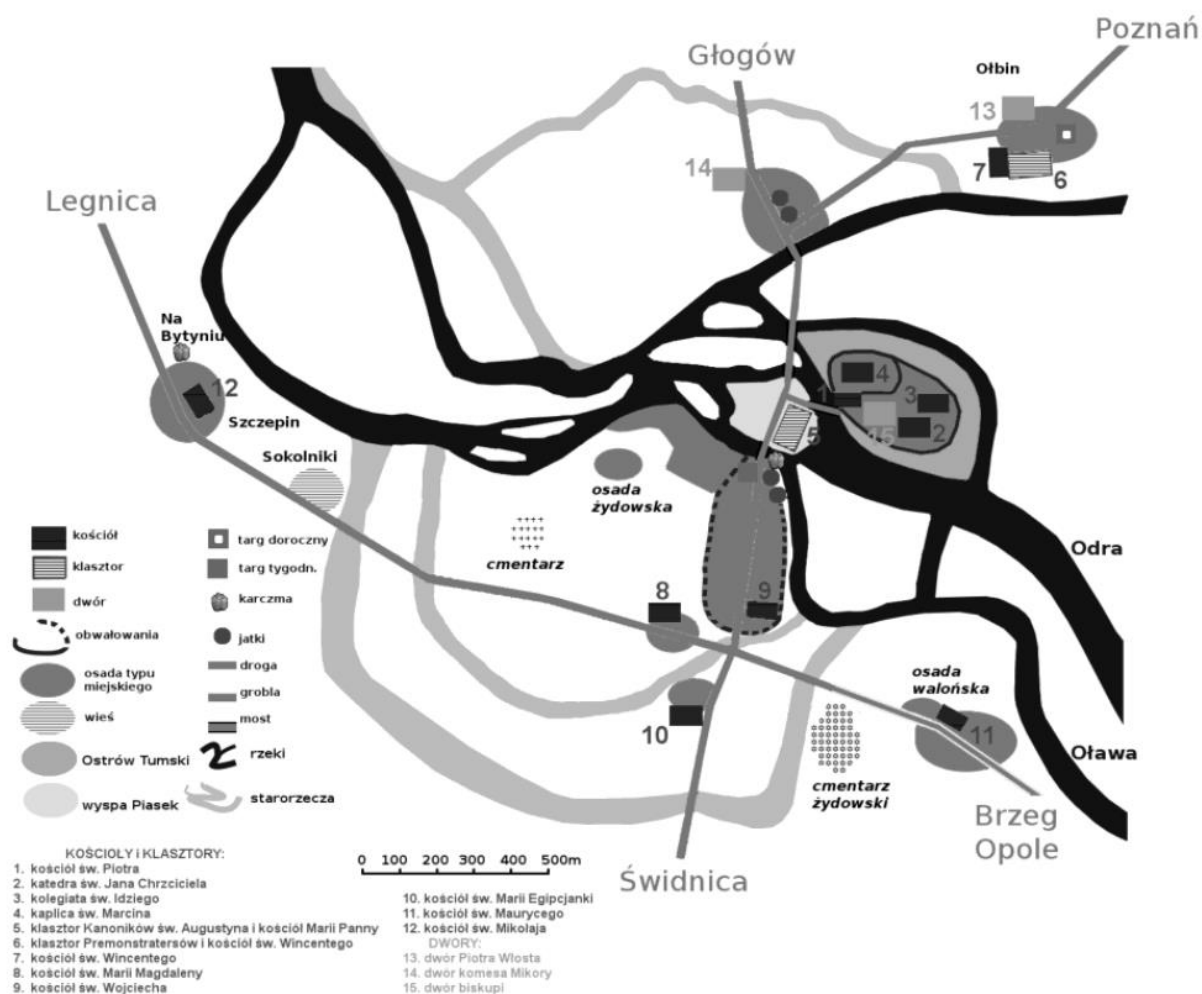 Poznań
Głogów
Ołbin
13
14
7
6
Legnica
Na
Bytyniu
12
Szczepin
Sokolniki
1
4
3
2
15
5
osada
żydowska
cmentarz
8
9
10
osada
walońska
11
cmentarz
żydowski
Odra
Oława
Brzeg
Opole
Świdnica
kościół
klasztor
dwór
obwałowania
osada typu
miejskiego
wieś
Ostrów Tumski
wyspa Piasek
targ doroczny
targ tygodn.
karczma
jatki
droga
grobla
most
rzeki
starorzecza
0 100 200 300 400 500m
KOŚCIOŁY i KLASZTORY:
1. kościół św. Piotra
2. katedra św. Jana Chrzciciela
3. kolegiata św. Idziego
4. kaplica św. Marcina
5. klasztor Kanoników św. Augustyna i kościół Marii Panny
6. klasztor Premonstratersów i kościół św. Wincentego
7. kościół św. Wincentego
8. kościół św. Marii Magdaleny
9. kościół św. Wojciecha
10. kościół św. Marii Egipcjanki
11. kościół św. Maurycego
12. kościół św. Mikołaja
DWORY:
13. dwór Piotra Włosta
14. dwór komesa Mikory
15. dwór biskupi